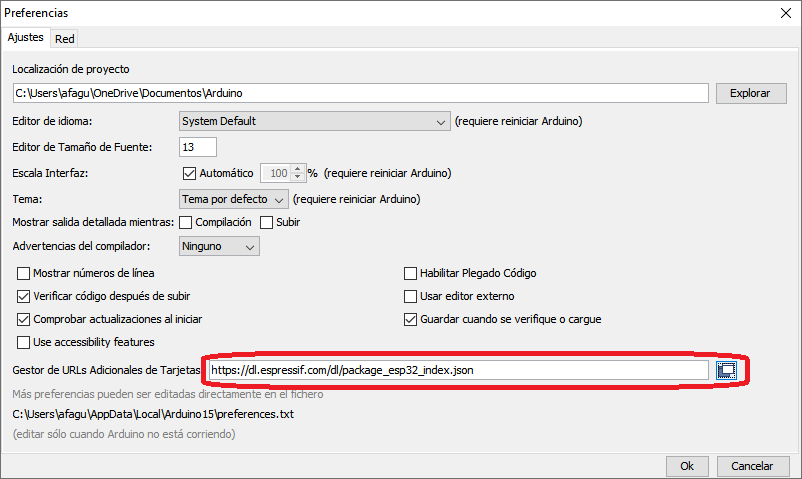 Preferencias
Ajustes Red
Localización de proyecto
C:\Users\afagu\OneDrive\Documentos\Arduino Explorar
Editor de idioma: System Default (requiere reiniciar Arduino)
Editor de Tamaño de Fuente: 13
Escala Interfaz: Automático 100 % (requiere reiniciar Arduino)
Tema: Tema por defecto (requiere reiniciar Arduino)
Mostrar salida detallada mientras: Compilación Subir
Advertencias del compilador: Ninguno
Mostrar números de línea Habilitar Plegado Código
Verificar código después de subir Usar editor externo
Comprobar actualizaciones al iniciar Guardar cuando se verifique o cargue
Use accessibility features
Gestor de URLs Adicionales de Tarjetas https://dl.espressif.com/dl/package_esp32_index.json
Más preferencias pueden ser editadas directamente en el fichero
C:\Users\afagu\AppData\Local\Arduino15\preferences.txt
(editar sólo cuando Arduino no está corriendo)
Ok Cancelar